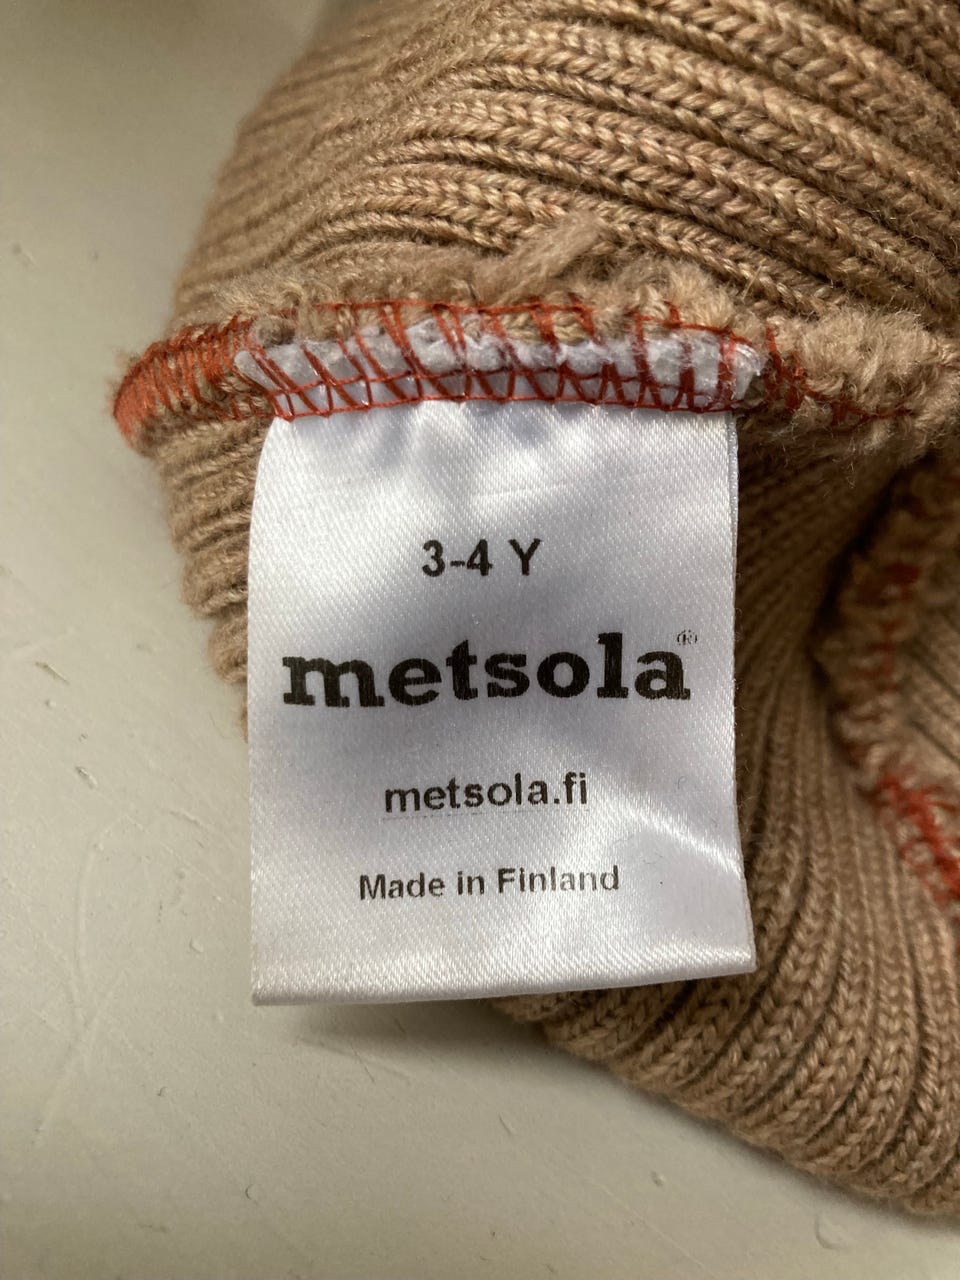 3-4 Y
metsola®
metsola.fi
Made in Finland